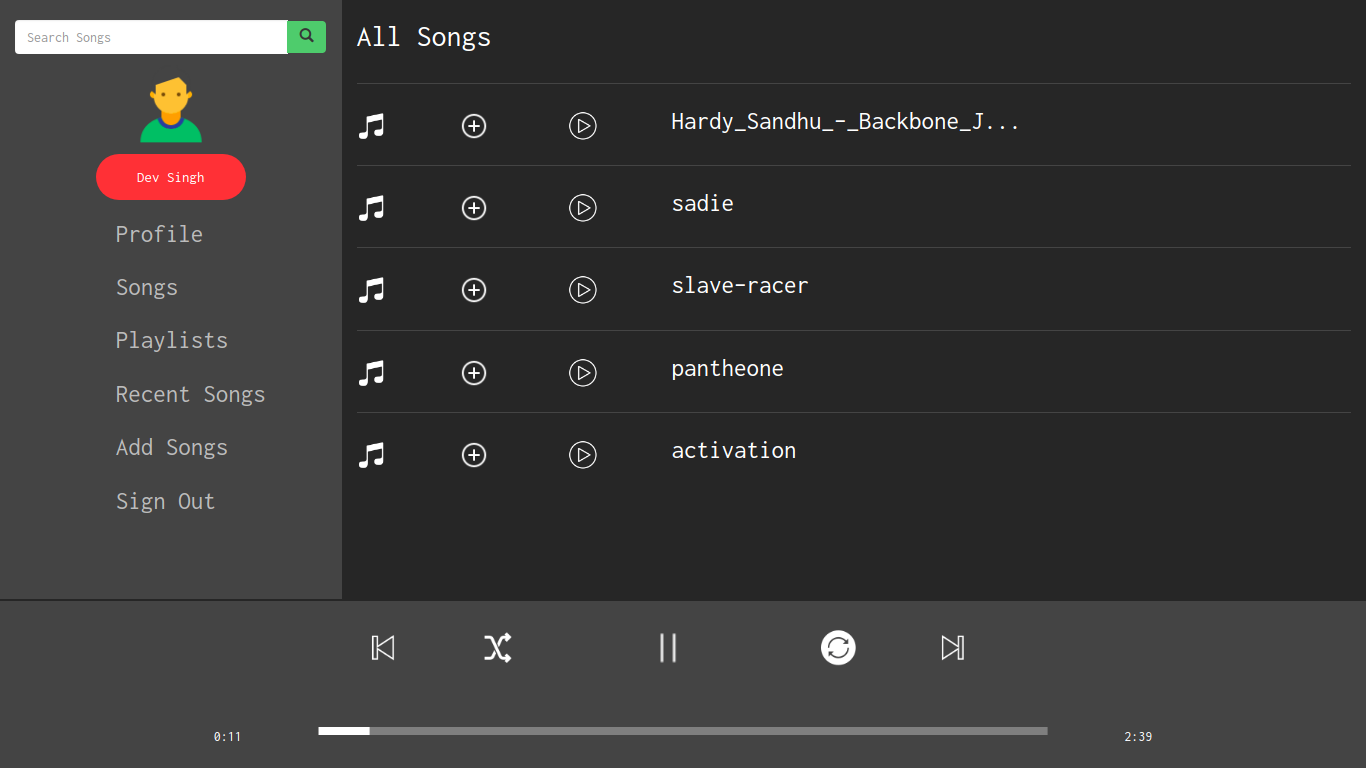 Search Songs
Dev Singh
Profile
Songs
Playlists
Recent Songs
Add Songs
Sign Out
All Songs
Hardy_Sandhu_-_Backbone_J...
sadie
slave-racer
pantheone
activation
0:11
2:39